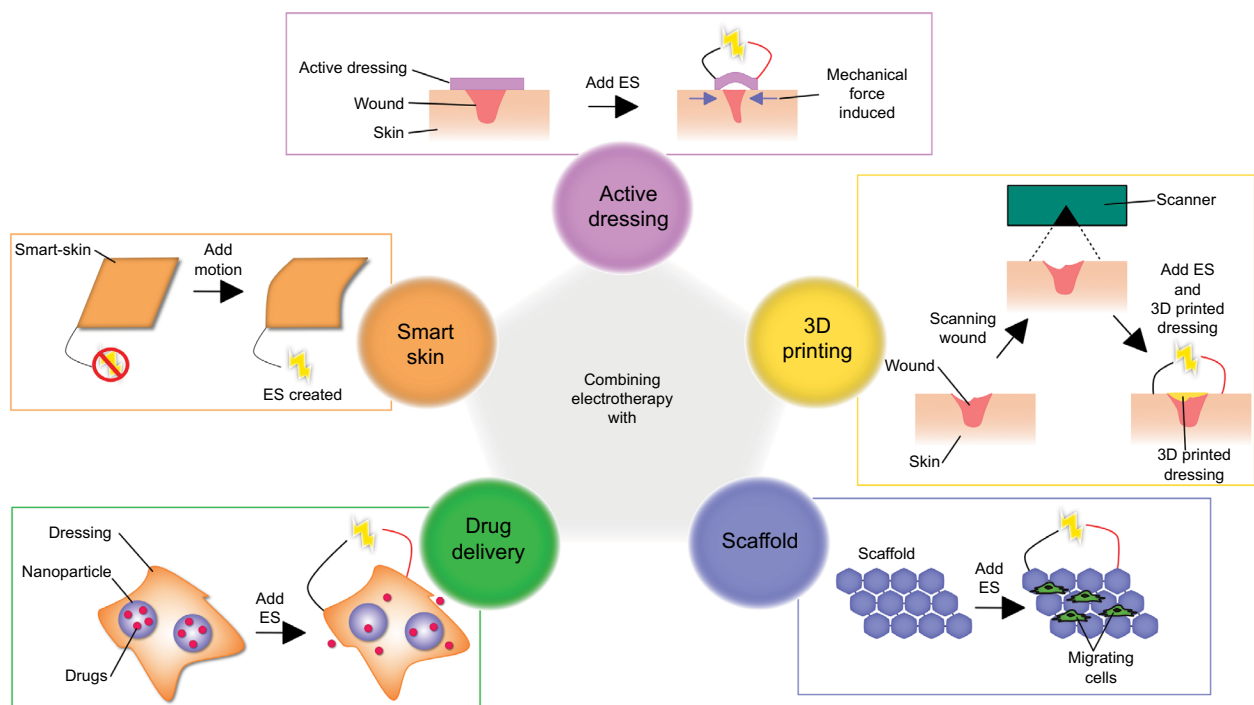 Active dressing
Wound
Skin
Add ES
Mechanical
force
induced
Active
dressing
Scanner
Scanning
wound
Add ES
and
3D printed
dressing
Wound
Skin
3D printed
dressing
3D
printing
Smart-skin
Add
motion
ES created
Smart
skin
Combining
electrotherapy
with
Dressing
Nanoparticle
Drugs
Add
ES
Drug
delivery
Scaffold
Scaffold
Add
ES
Migrating
cells